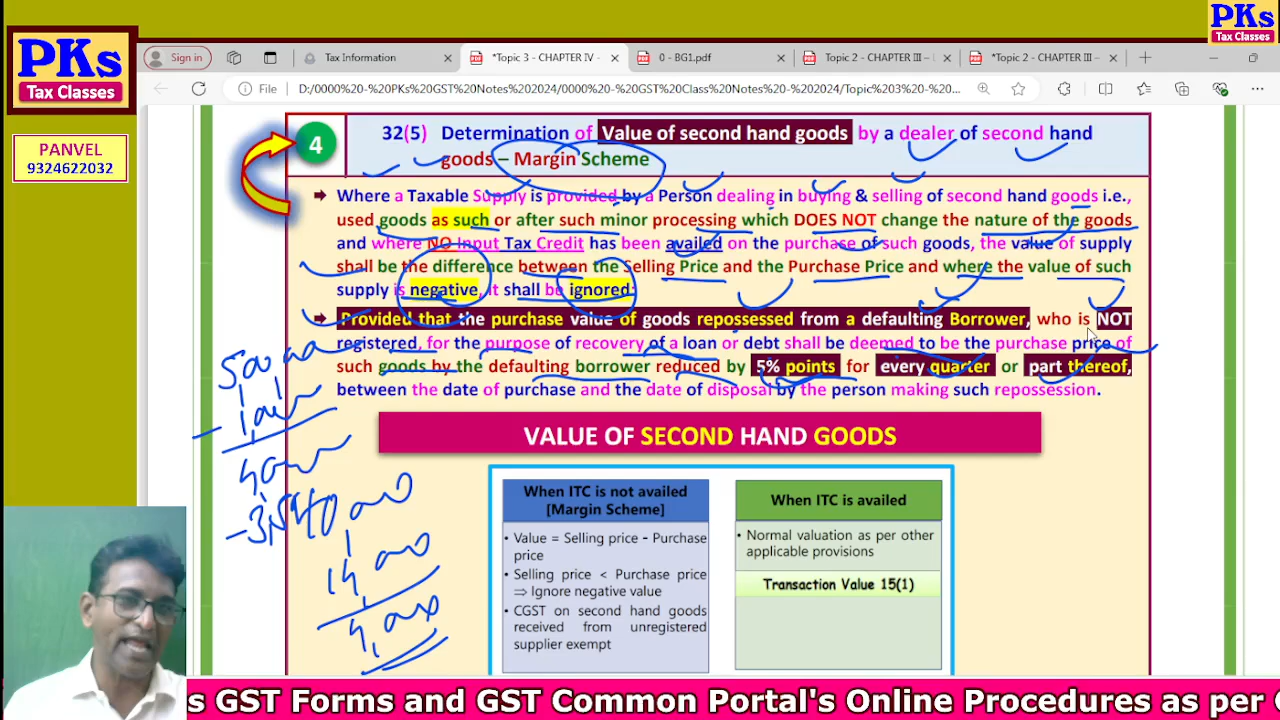 PKs
Tax Classes
PKs
Tax Classes
PANVEL
9324622032
Sign in
Tax Information
*Topic 3 - CHAPTER IV -
0 - BG1.pdf
Topic 2 - CHAPTER III – L
*Topic 2 - CHAPTER III –
File
D:/0000%20-%20PKs%20GST%20Notes%202024/0000%20-%20GST%20Class%20Notes%20-%202024/Topic%203%20-%20...
4
32(5) Determination of Value of second hand goods by a dealer of second hand
goods – Margin Scheme
Where a Taxable Supply is provided by a Person dealing in buying & selling of second hand goods i.e.,
used goods as such or after such minor processing which DOES NOT change the nature of the goods
and where NO Input Tax Credit has been availed on the purchase of such goods, the value of supply
shall be the difference between the Selling Price and the Purchase Price and where the value of such
supply is negative, it shall be ignored:
Provided that the purchase value of goods repossessed from a defaulting Borrower, who is NOT
registered, for the purpose of recovery of a loan or debt shall be deemed to be the purchase price of
such goods by the defaulting borrower reduced by 5% points for every quarter or part thereof,
between the date of purchase and the date of disposal by the person making such repossession.
VALUE OF SECOND HAND GOODS
When ITC is not availed
[Margin Scheme]
• Value = Selling price - Purchase
price
• Selling price < Purchase price
⇒ Ignore negative value
• CGST on second hand goods
received from unregistered
supplier exempt
When ITC is availed
• Normal valuation as per other
applicable provisions
Transaction Value 15(1)
s GST Forms and GST Common Portal's Online Procedures as per